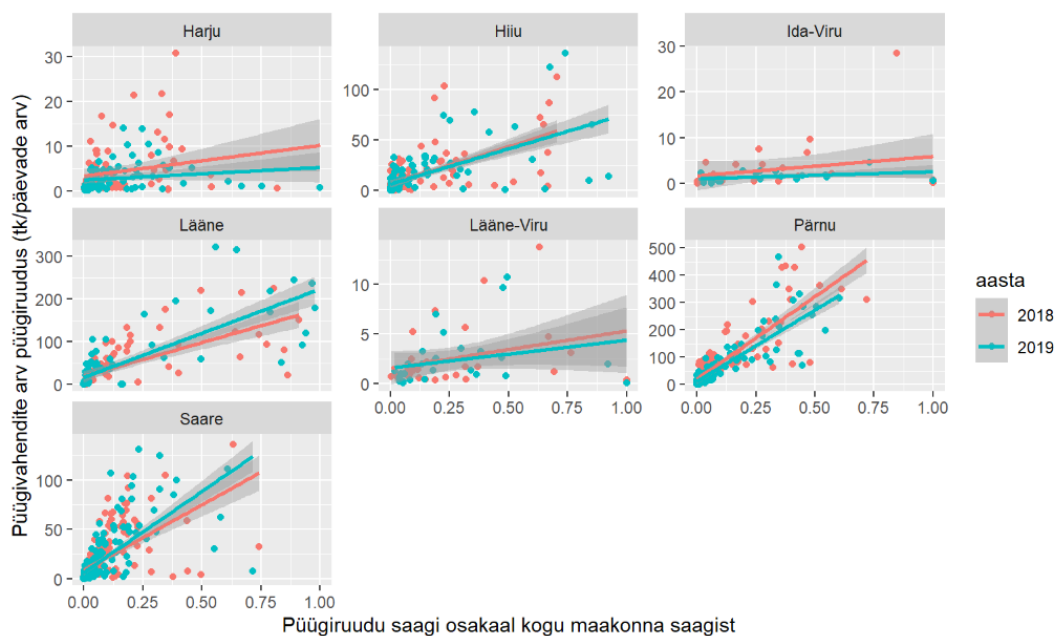 Harju
Hiiu
Ida-Viru
30
20
10
0
100
50
0
30
20
10
0
Lääne
Lääne-Viru
Pärnu
300
200
100
0
10
5
0
500
400
300
200
100
0
0.00 0.25 0.50 0.75 1.00
0.00 0.25 0.50 0.75 1.00
Saare
100
50
0
0.00 0.25 0.50 0.75 1.00
Püügivahendite arv püügiruudus (tk/päevade arv)
Püügiruudu saagi osakaal kogu maakonna saagist
aasta
2018
2019